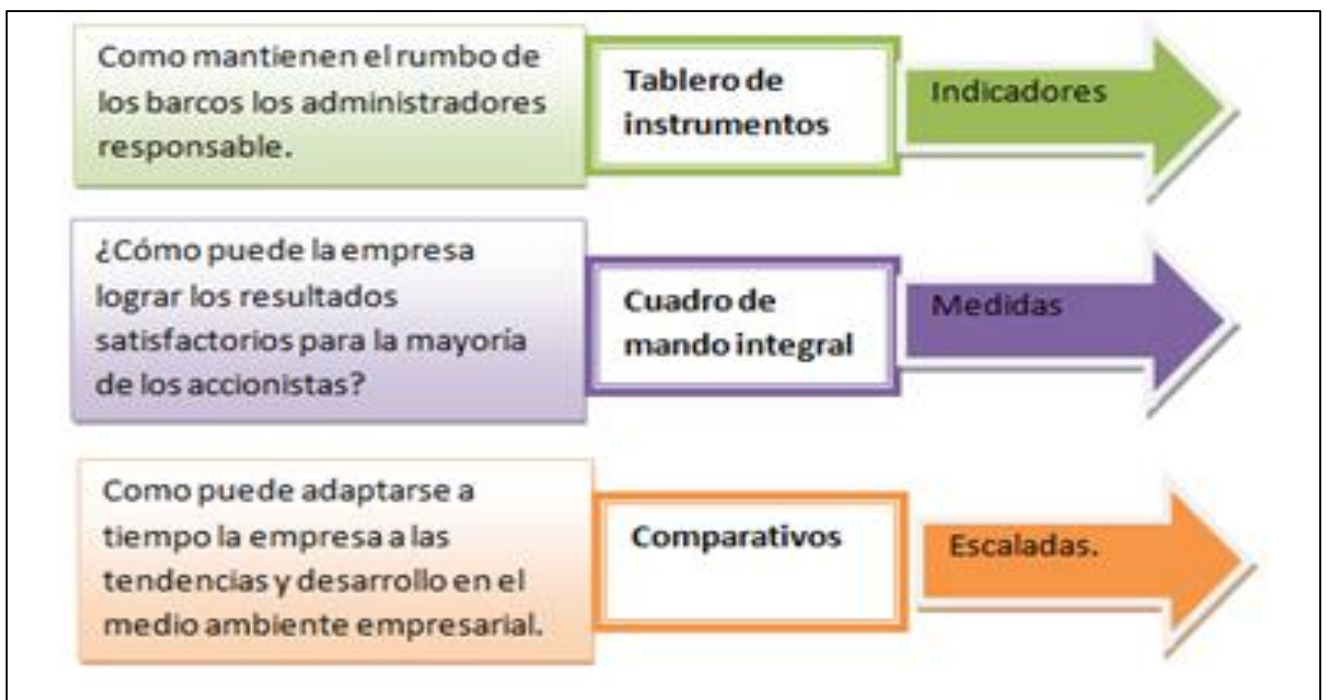 Como mantienen el rumbo de
los barcos los administradores
responsable.
Tablero de
instrumentos
Indicadores
¿Cómo puede la empresa
lograr los resultados
satisfactorios para la mayoría
de los accionistas?
Cuadro de
mando integral
Medidas
Como puede adaptarse a
tiempo la empresa a las
tendencias y desarrollo en el
medio ambiente empresarial.
Comparativos
Escaladas.